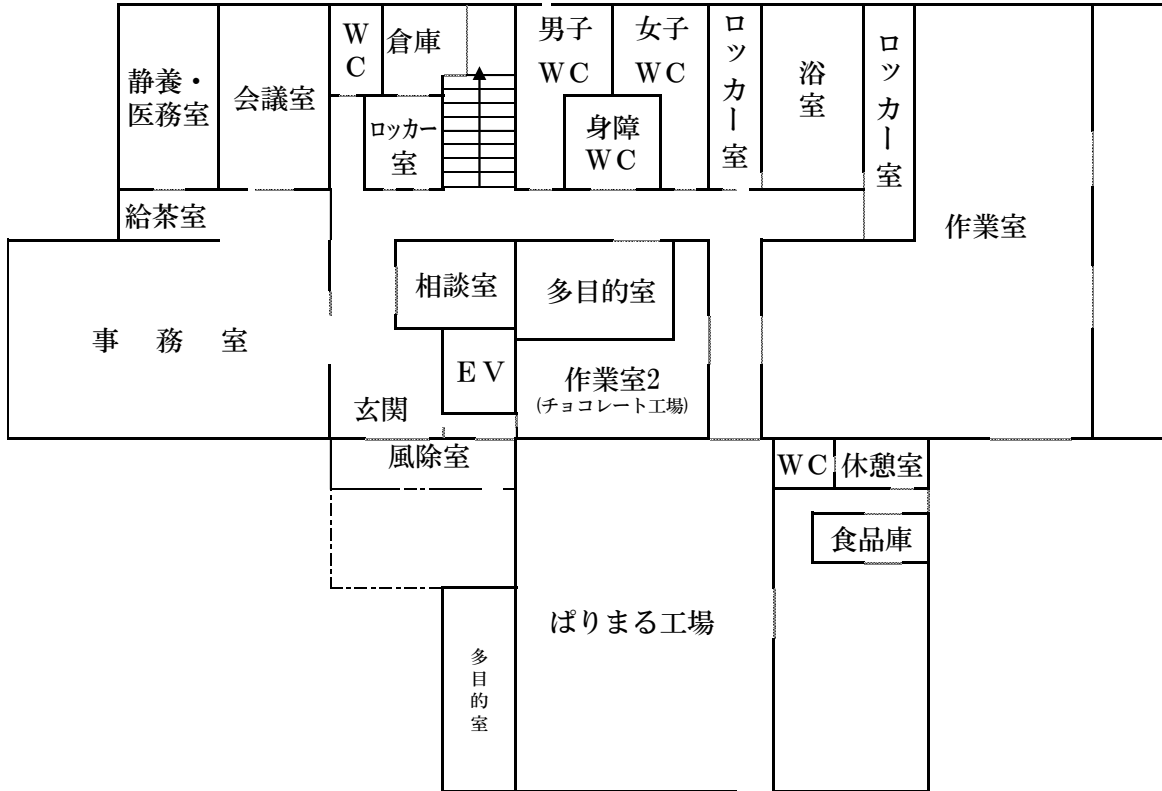 静養・
医務室
会議室
WC
倉庫
ロッカー
室
男子
WC
女子
WC
身障
WC
ロッカー室
浴室
ロッカー室
作業室
給茶室
事務室
相談室
多目的室
EV
作業室2
(チョコレート工場)
玄関
風除室
WC
休憩室
食品庫
ぱりまる工場
多目的室